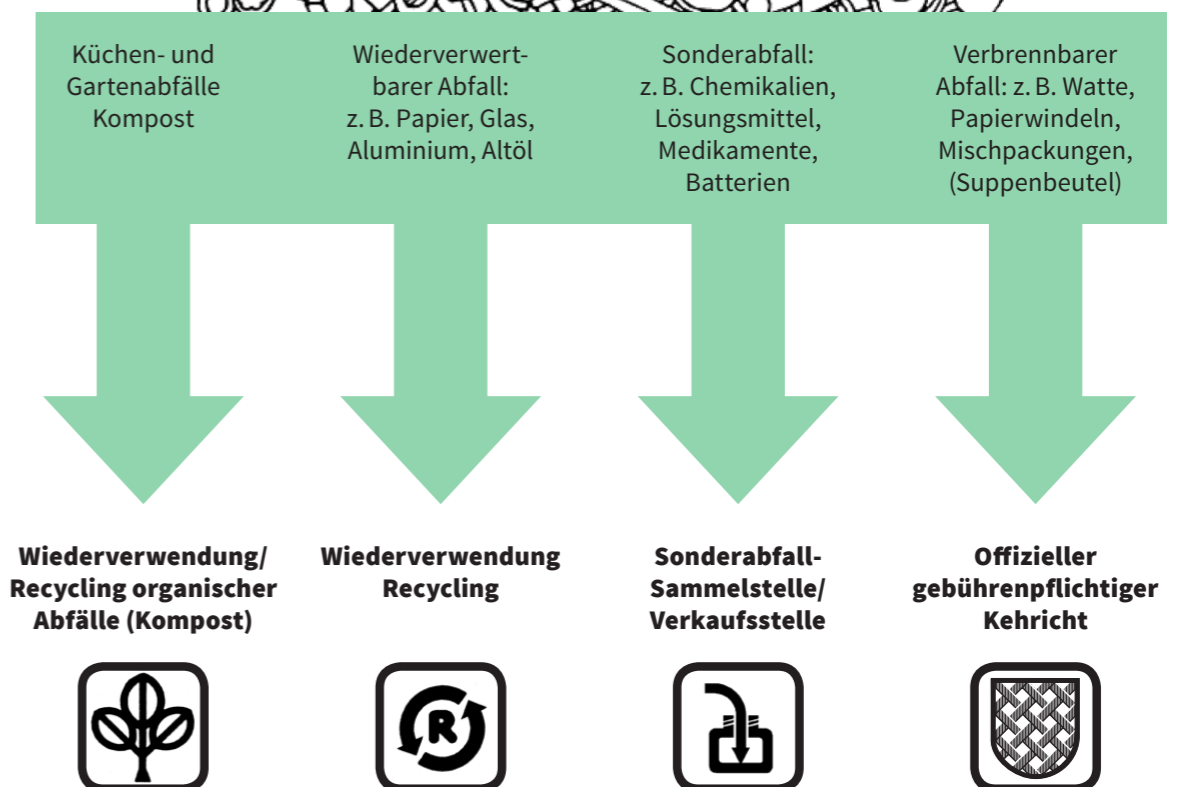 Küchen- und
Gartenabfälle
Kompost
Wiederverwert-
barer Abfall:
z. B. Papier, Glas,
Aluminium, Altöl
Sonderabfall:
z. B. Chemikalien,
Lösungsmittel,
Medikamente,
Batterien
Verbrennbarer
Abfall: z. B. Watte,
Papierwindeln,
Mischpackungen,
(Suppenbeutel)
Wiederverwendung/
Recycling organischer
Abfälle (Kompost)
Wiederverwendung
Recycling
Sonderabfall-
Sammelstelle/
Verkaufsstelle
Offizieller
gebührenpflichtiger
Kehricht
R